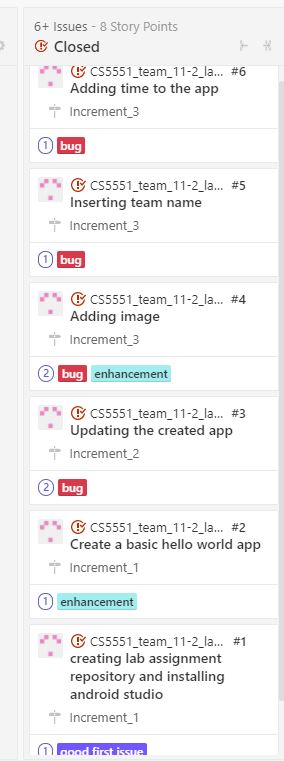 6+ Issues - 8 Story Points
Closed
CS5551_team_11-2_la... #6
Adding time to the app
Increment_3
1 bug
CS5551_team_11-2_la... #5
Inserting team name
Increment_3
1 bug
CS5551_team_11-2_la... #4
Adding image
Increment_3
2 bug enhancement
CS5551_team_11-2_la... #3
Updating the created app
Increment_2
2 bug
CS5551_team_11-2_la... #2
Create a basic hello world app
Increment_1
1 enhancement
CS5551_team_11-2_la... #1
creating lab assignment
repository and installing
android studio
Increment_1
1 good first issue